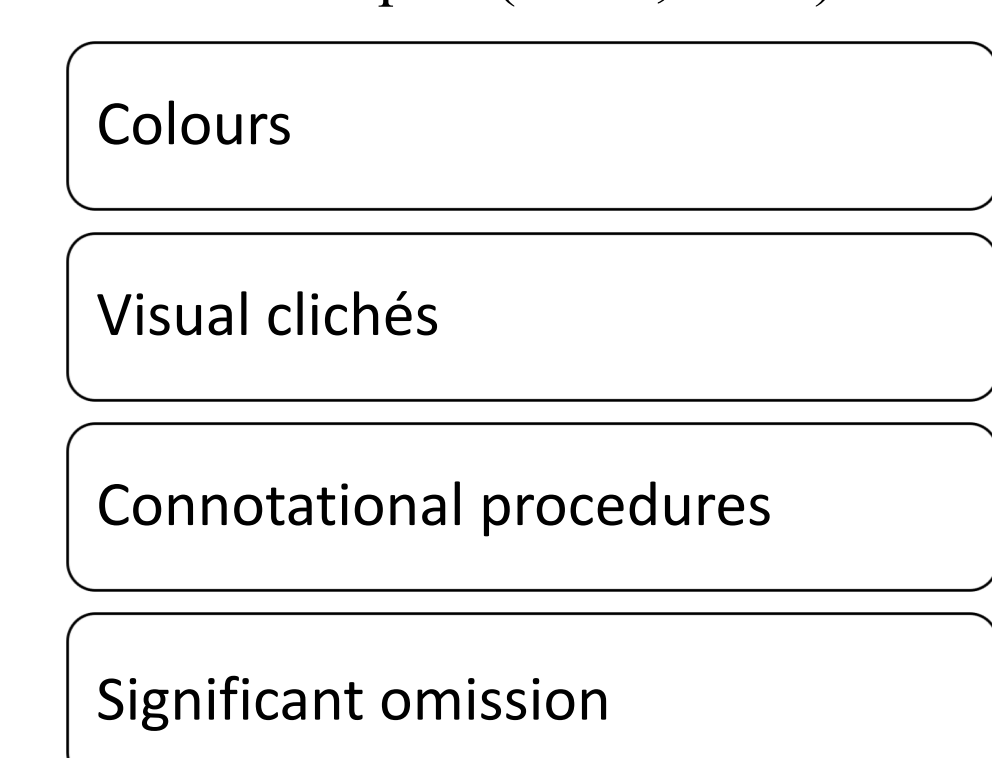 Colours
Visual clichés
Connotational procedures
Significant omission